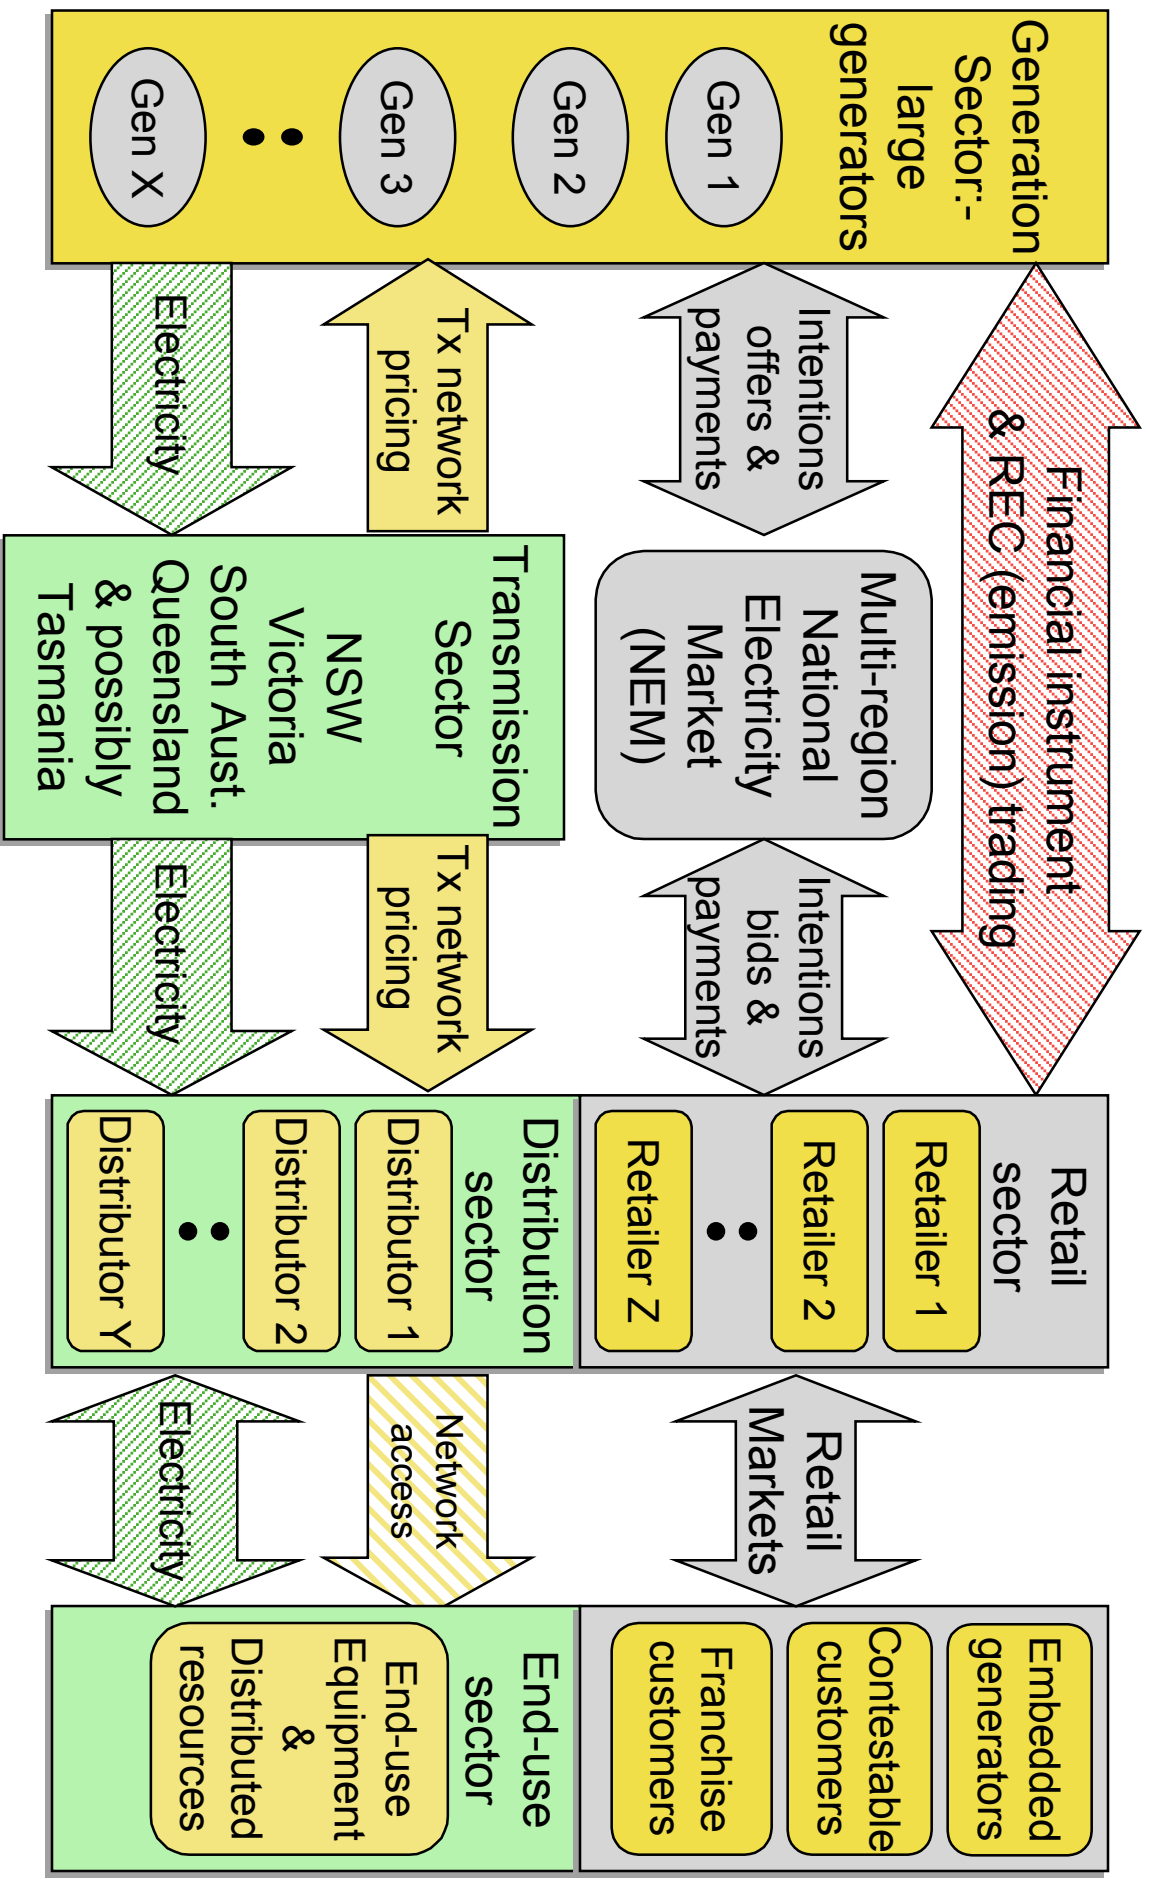 Generation
Sector:-
large
generators
Gen 1
Gen 2
Gen 3
Gen X
Financial instrument
& REC (emission) trading
Intentions
offers &
payments
Tx network
pricing
Electricity
Multi-region
National
Electricity
Market
(NEM)
Transmission
Sector
NSW
Victoria
South Aust.
Queensland
& possibly
Tasmania
Intentions
bids &
payments
Tx network
pricing
Electricity
Retail
sector
Retailer 1
Retailer 2
Retailer Z
Distribution
sector
Distributor 1
Distributor 2
Distributor Y
Retail
Markets
Network
access
Electricity
Embedded
generators
Contestable
customers
Franchise
customers
End-use
sector
End-use
Equipment
&
Distributed
resources